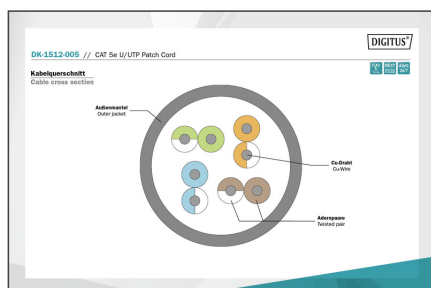 DIGITUS®
DK-1512-005 // CAT 5e U/UTP Patch Cord
Kabelquerschnitt
Cable cross section
Außenmantel
Outer jacket
Cu-Draht
Cu-Wire
Adernpaare
Twisted pair